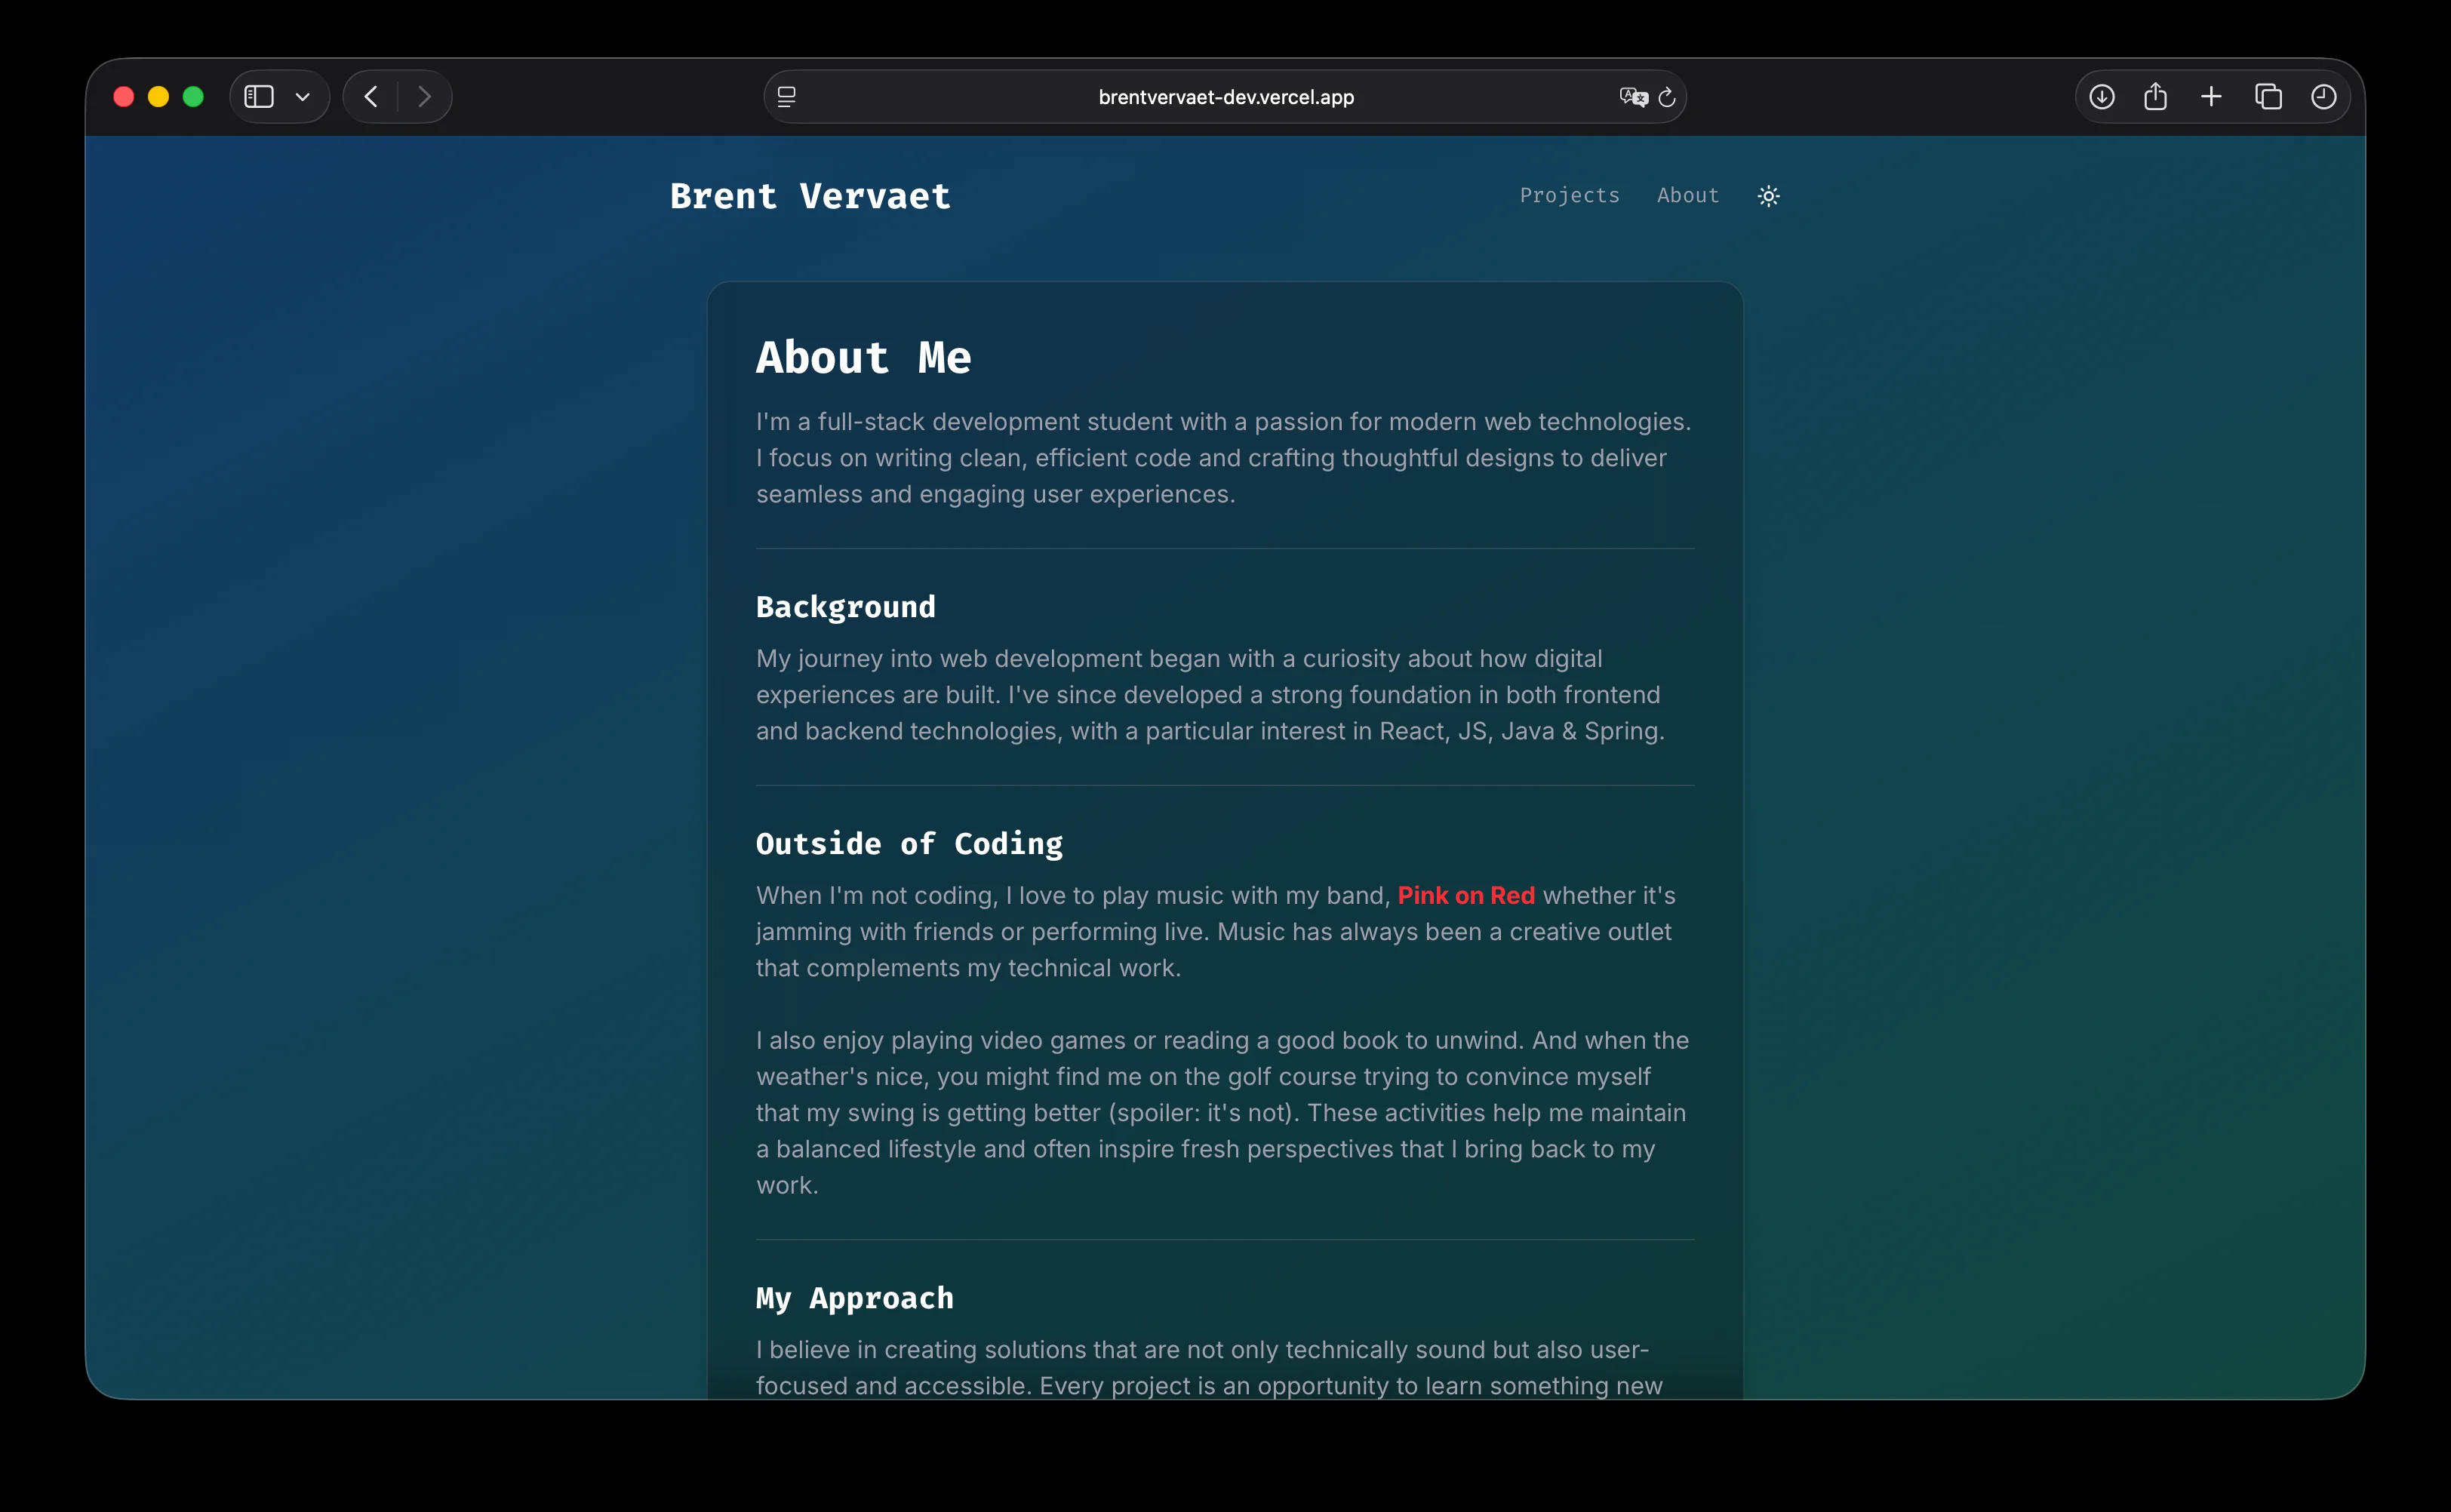 brentvervaet-dev.vercel.app
Brent Vervaet
Projects
About
About Me
I'm a full-stack development student with a passion for modern web technologies.
I focus on writing clean, efficient code and crafting thoughtful designs to deliver
seamless and engaging user experiences.
Background
My journey into web development began with a curiosity about how digital
experiences are built. I've since developed a strong foundation in both frontend
and backend technologies, with a particular interest in React, JS, Java & Spring.
Outside of Coding
When I'm not coding, I love to play music with my band, Pink on Red whether it's
jamming with friends or performing live. Music has always been a creative outlet
that complements my technical work.
I also enjoy playing video games or reading a good book to unwind. And when the
weather's nice, you might find me on the golf course trying to convince myself
that my swing is getting better (spoiler: it's not). These activities help me maintain
a balanced lifestyle and often inspire fresh perspectives that I bring back to my
work.
My Approach
I believe in creating solutions that are not only technically sound but also user-
focused and accessible. Every project is an opportunity to learn something new